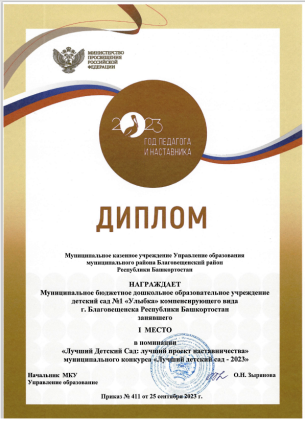 МИНИСТЕРСТВО
ПРОСВЕЩЕНИЯ
РОССИЙСКОЙ
ФЕДЕРАЦИИ
2023
ГОД ПЕДАГОГА
И НАСТАВНИКА
ДИПЛОМ
Муниципальное казенное учреждение Управление образования
муниципального района Благовещенский район
Республики Башкортостан
НАГРАЖДАЕТ
Муниципальное бюджетное дошкольное образовательное учреждение
детский сад №1 «Улыбка» компенсирующего вида
г. Благовещенска Республики Башкортостан
занявшего
I МЕСТО
в номинации
«Лучший Детский Сад: лучший проект наставничества»
муниципального конкурса «Лучший детский сад - 2023»
Начальник МКУ
Управление образования
О.Н. Зырянова
Приказ № 411 от 25 сентября 2023 г.